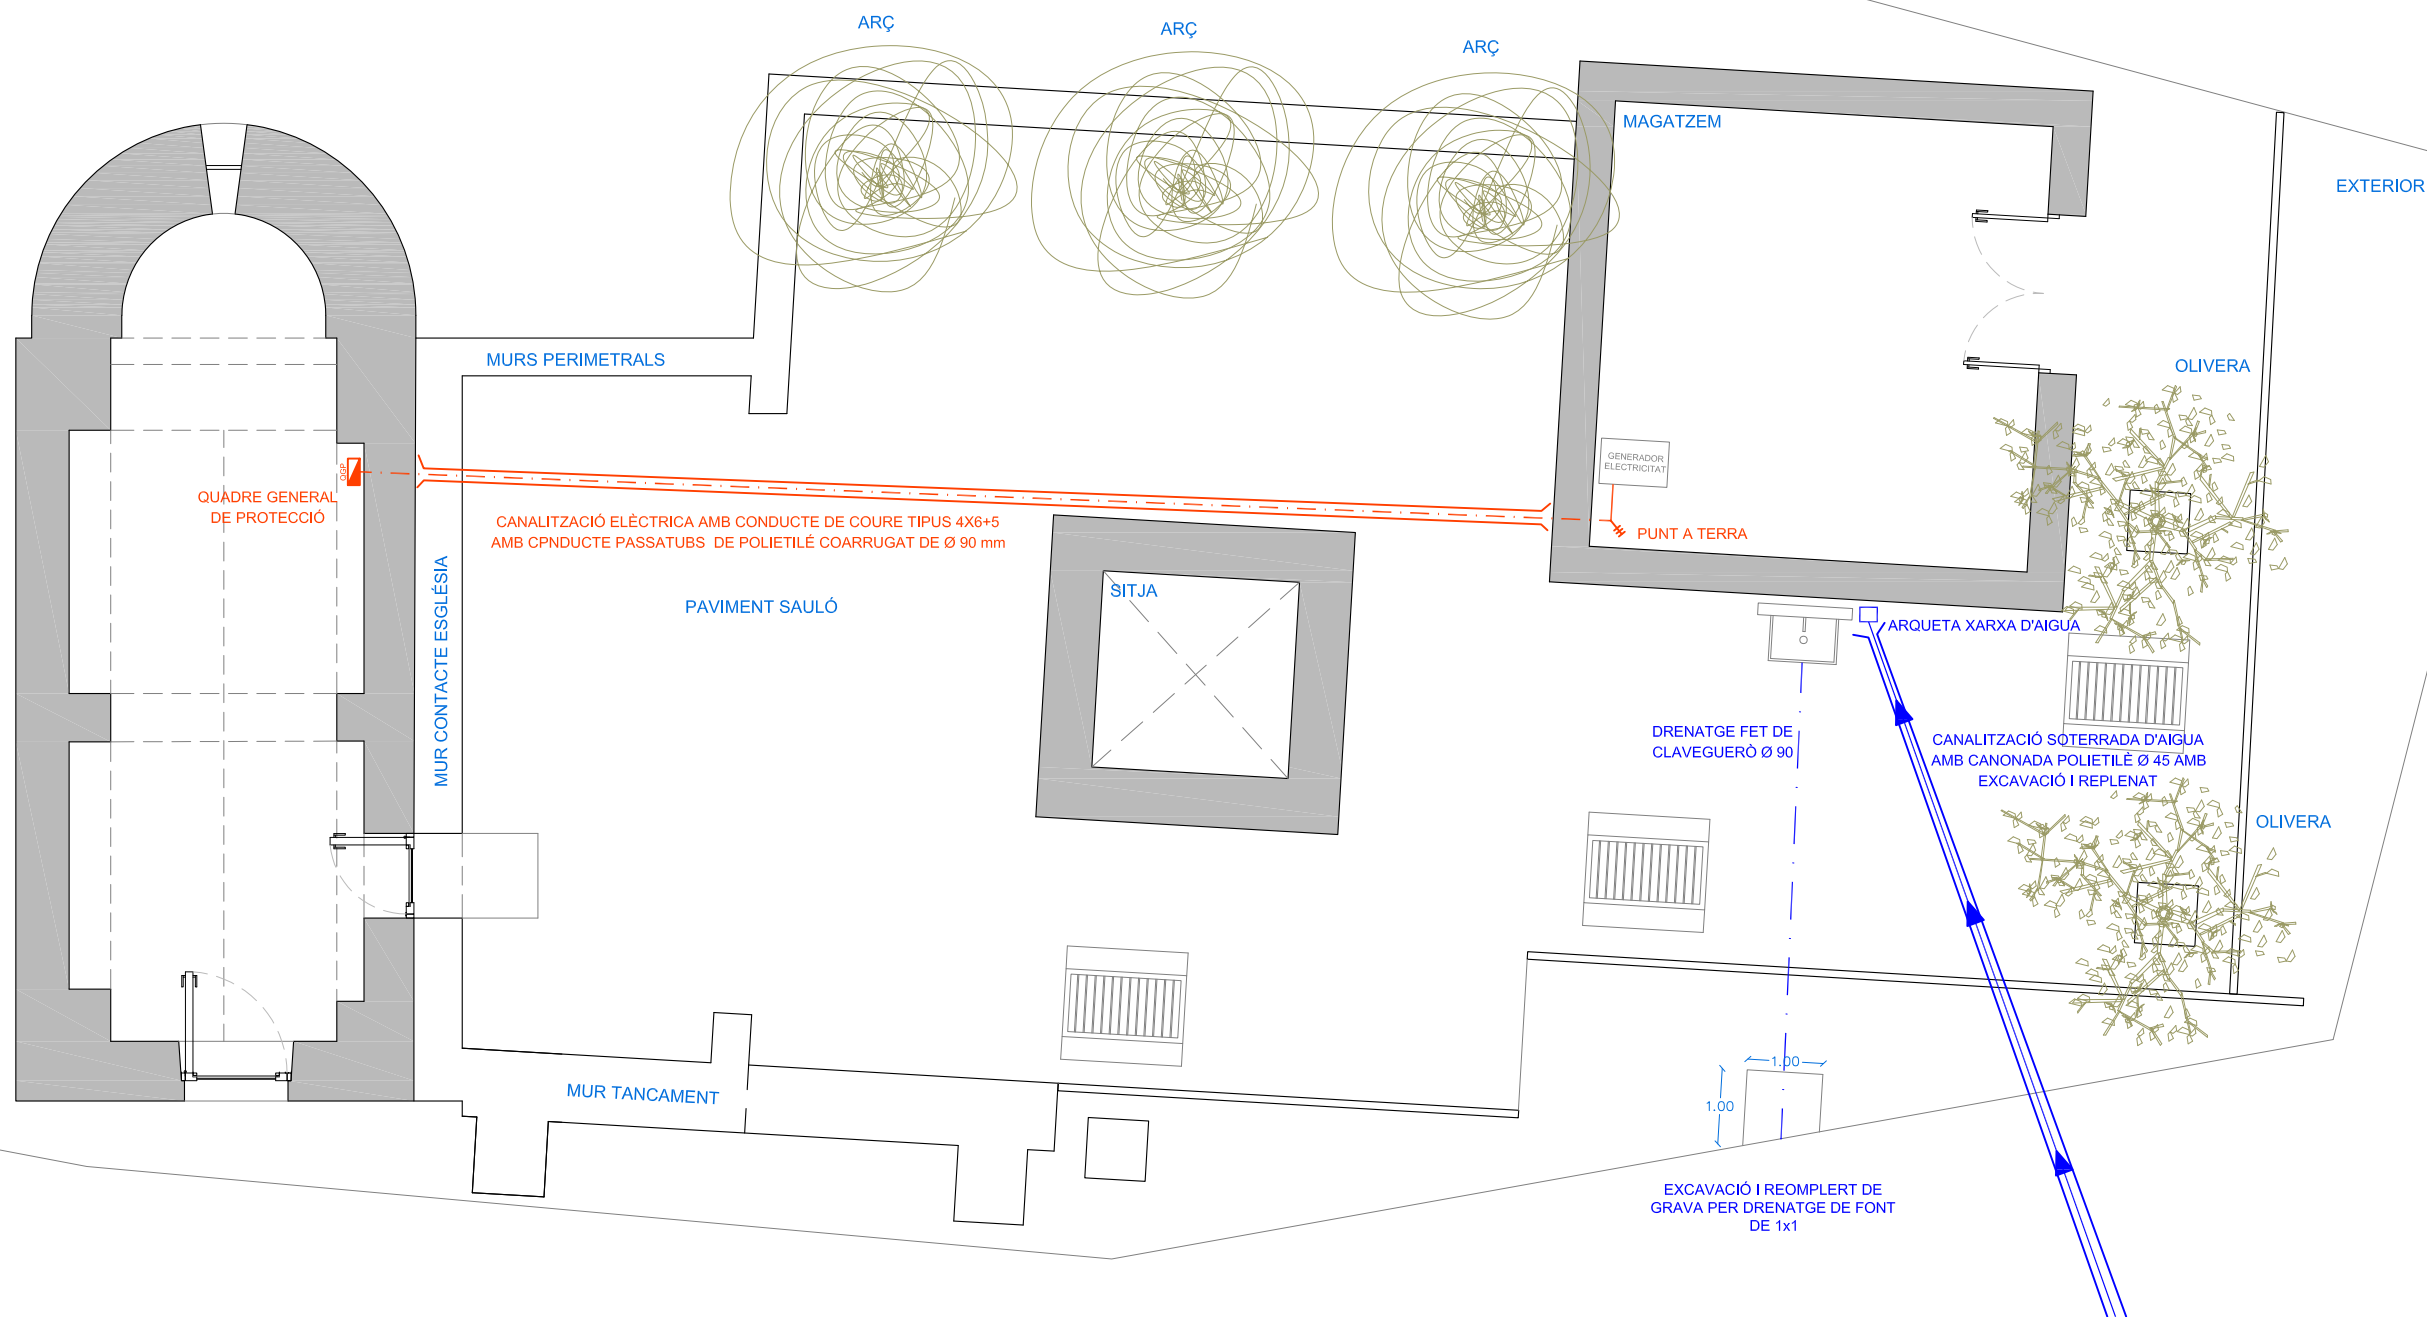 ARÇ
ARÇ
ARÇ
MAGATZEM
EXTERIOR
MURS PERIMETRALS
OLIVERA
GENERADOR
ELECTRICITAT
QGP
QUADRE GENERAL
DE PROTECCIÓ
CANALITZACIÓ ELÈCTRICA AMB CONDUCTE DE COURE TIPUS 4X6+5
AMB CPNDUCTE PASSATUBS DE POLIETILÉ COARRUGAT DE Ø 90 mm
PUNT A TERRA
MUR CONTACTE ESGLÉSIA
PAVIMENT SAULÓ
SITJA
ARQUETA XARXA D'AIGUA
DRENATGE FET DE
CLAVEGUERÒ Ø 90
CANALITZACIÓ SOTERRADA D'AIGUA
AMB CANONADA POLIETILÈ Ø 45 AMB
EXCAVACIÓ I REPLENAT
OLIVERA
MUR TANCAMENT
1.00
1.00
EXCAVACIÓ I REOMPLERT DE
GRAVA PER DRENATGE DE FONT
DE 1x1